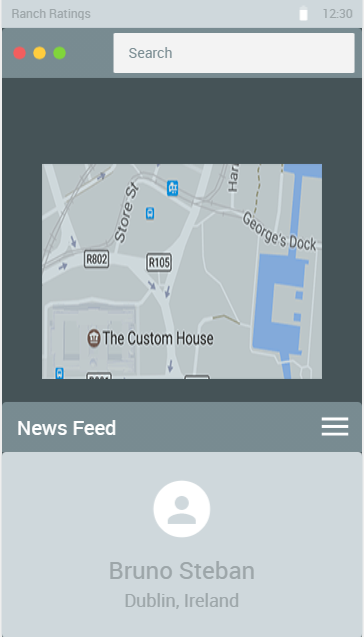 Ranch Ratings 12:30
Search
Store St
George's Dock
R802
R105
The Custom House
News Feed
Bruno Steban
Dublin, Ireland